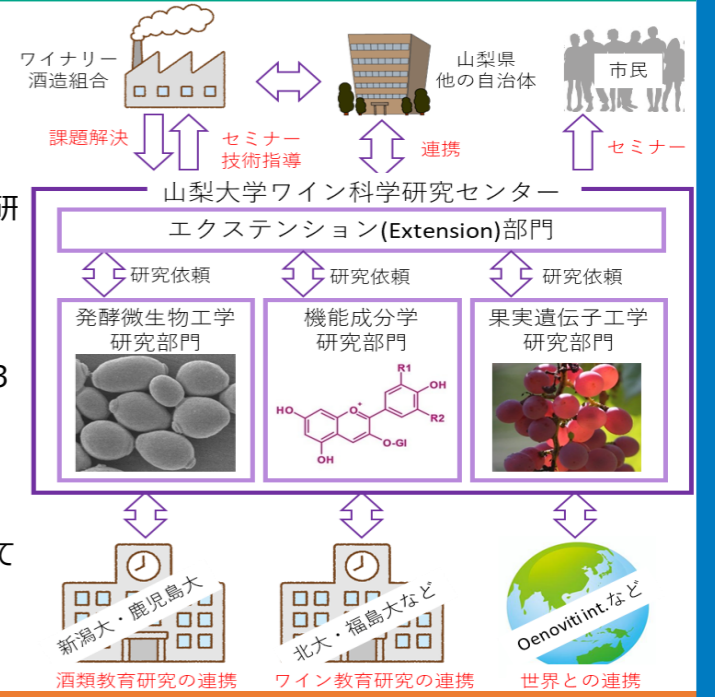 ワイナリー
酒造組合
山梨県
他の自治体
市民
課題解決
セミナー
技術指導
連携
セミナー
山梨大学ワイン科学研究センター
研
エクステンション(Extension)部門
研究依頼
研究依頼
研究依頼
発酵微生物工学
研究部門
機能成分学
研究部門
果実遺伝子工学
研究部門
3
R1
OH
HO
O+
R2
O-Gl
OH
て
新潟大・鹿児島大
北大・福島大など
Oenoviti int.など
酒類教育研究の連携
ワイン教育研究の連携
世界との連携